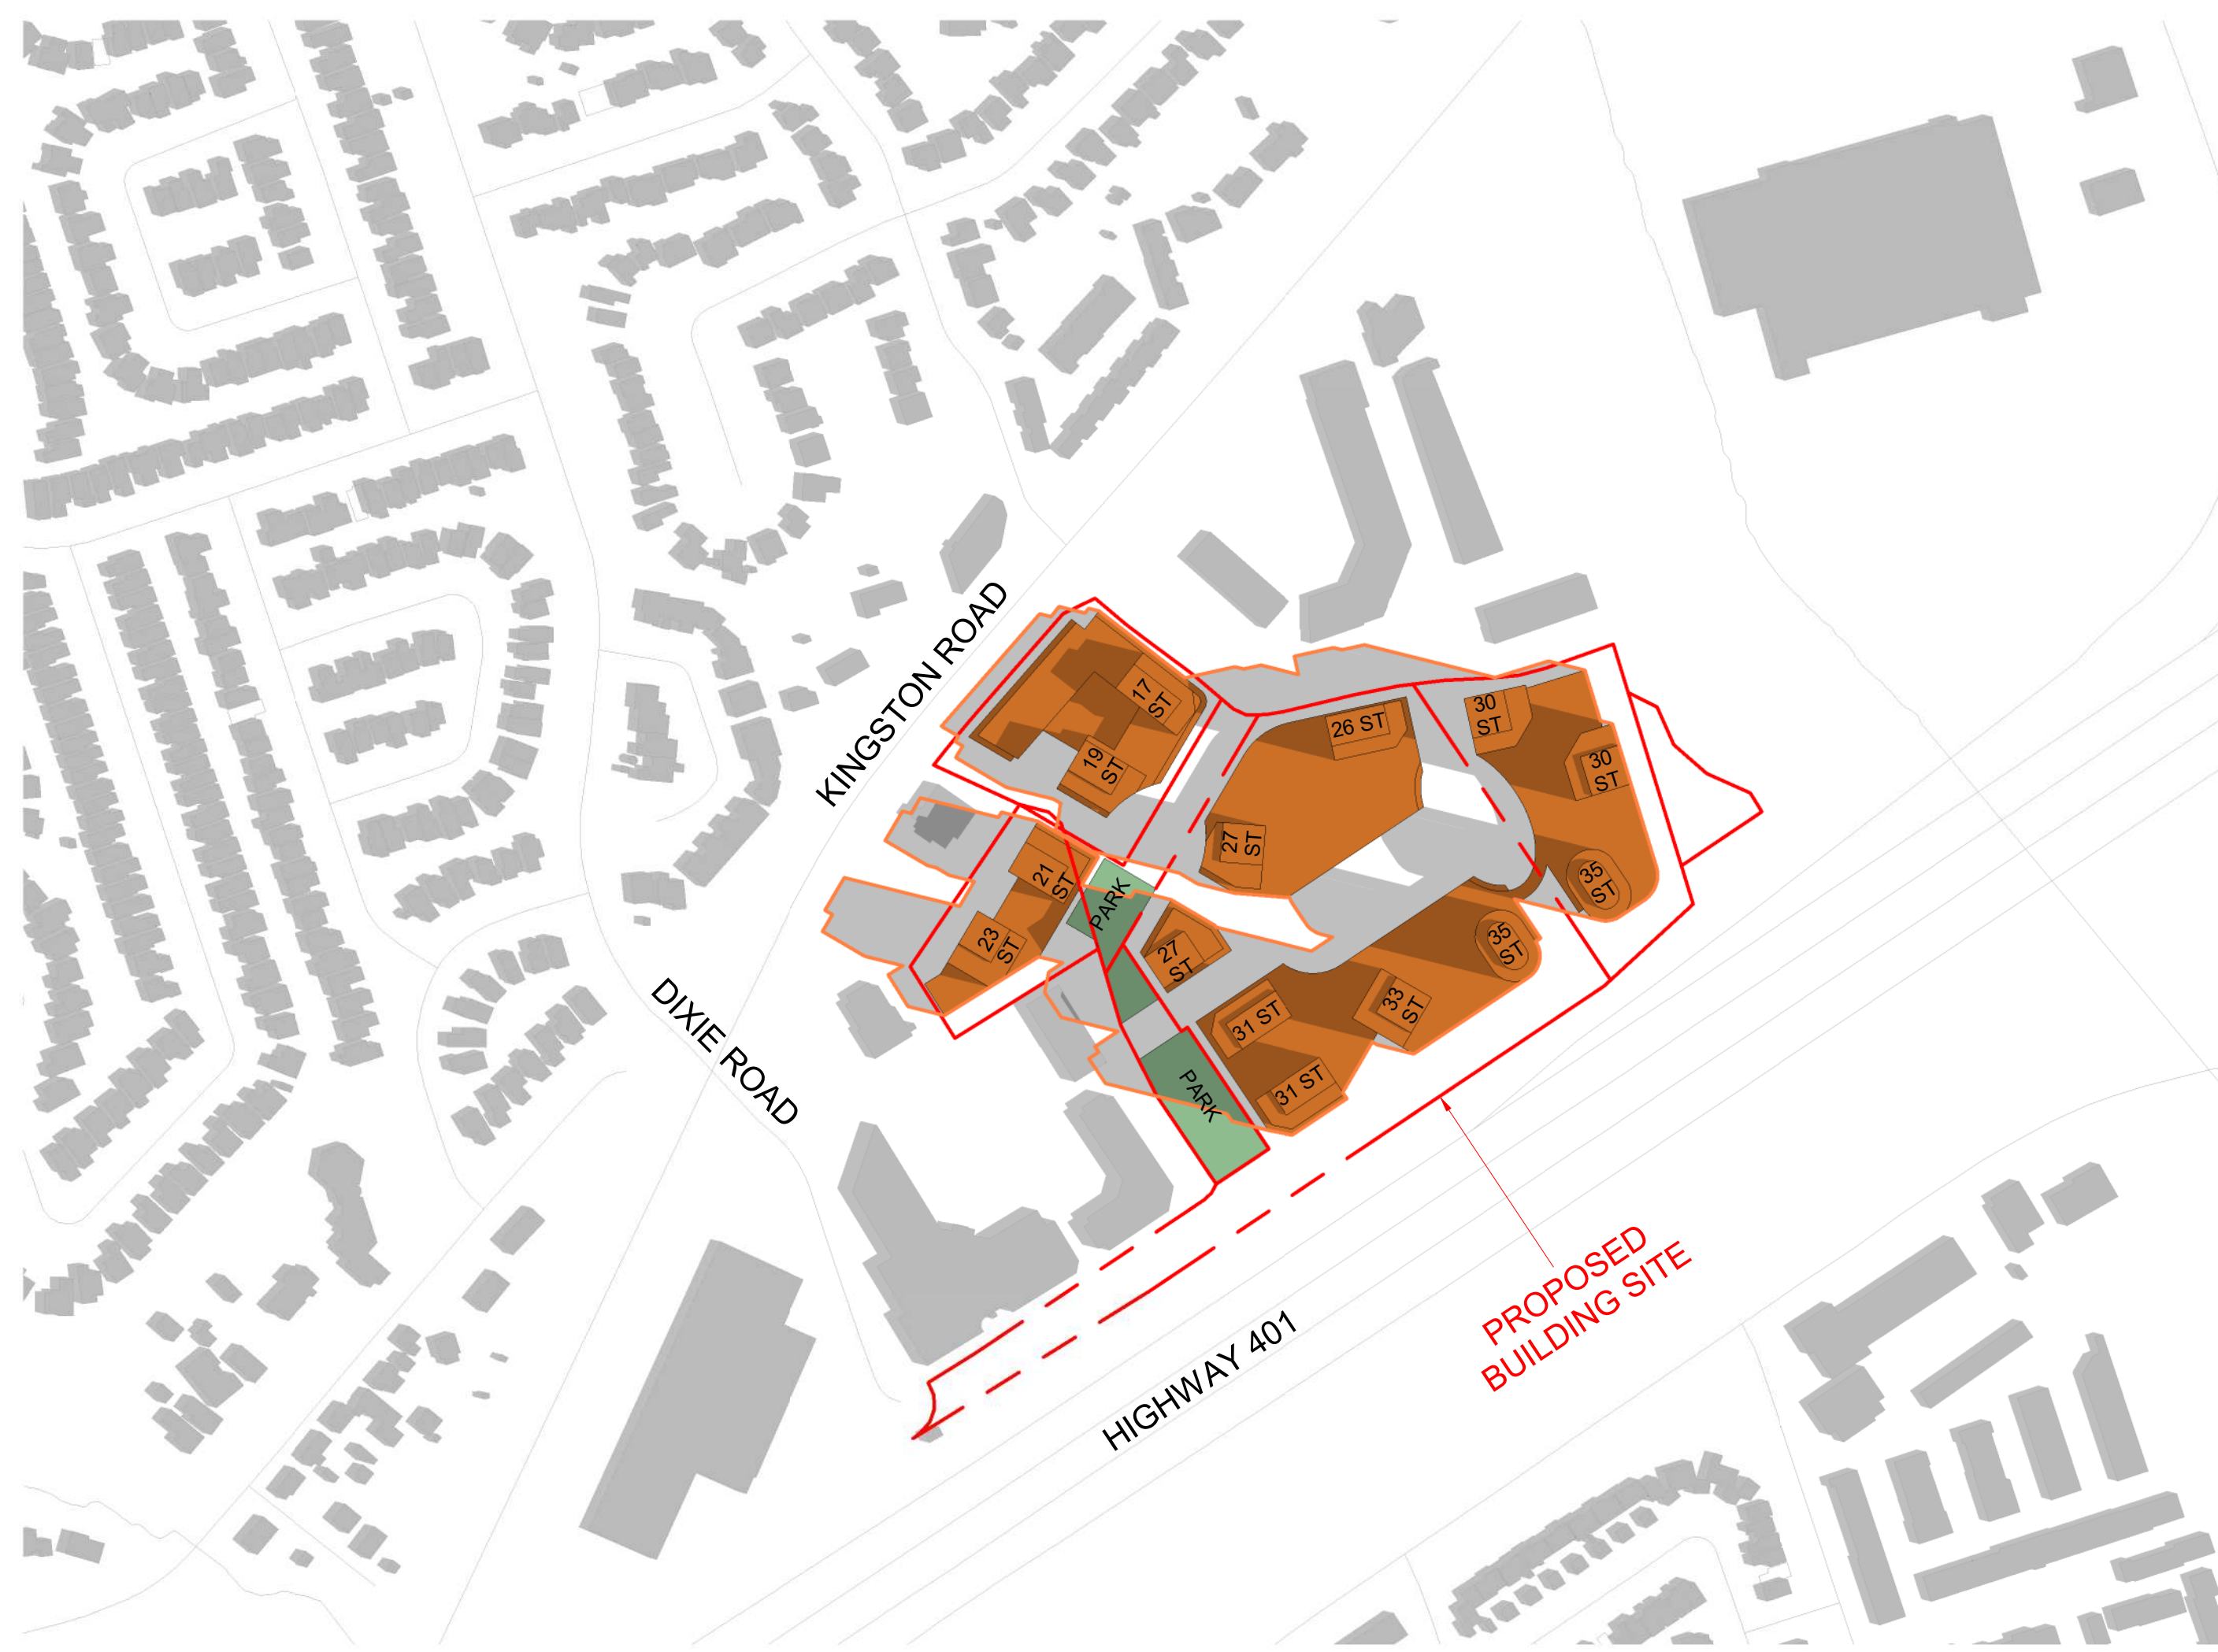 KINGSTON ROAD
17
ST
19
ST
26 ST
30
ST
30
ST
27
ST
35
ST
21
ST
PARK
23
ST
27
ST
35
ST
33
ST
31 ST
31 ST
PARK
DIXIE ROAD
HIGHWAY 401
PROPOSED
BUILDING SITE